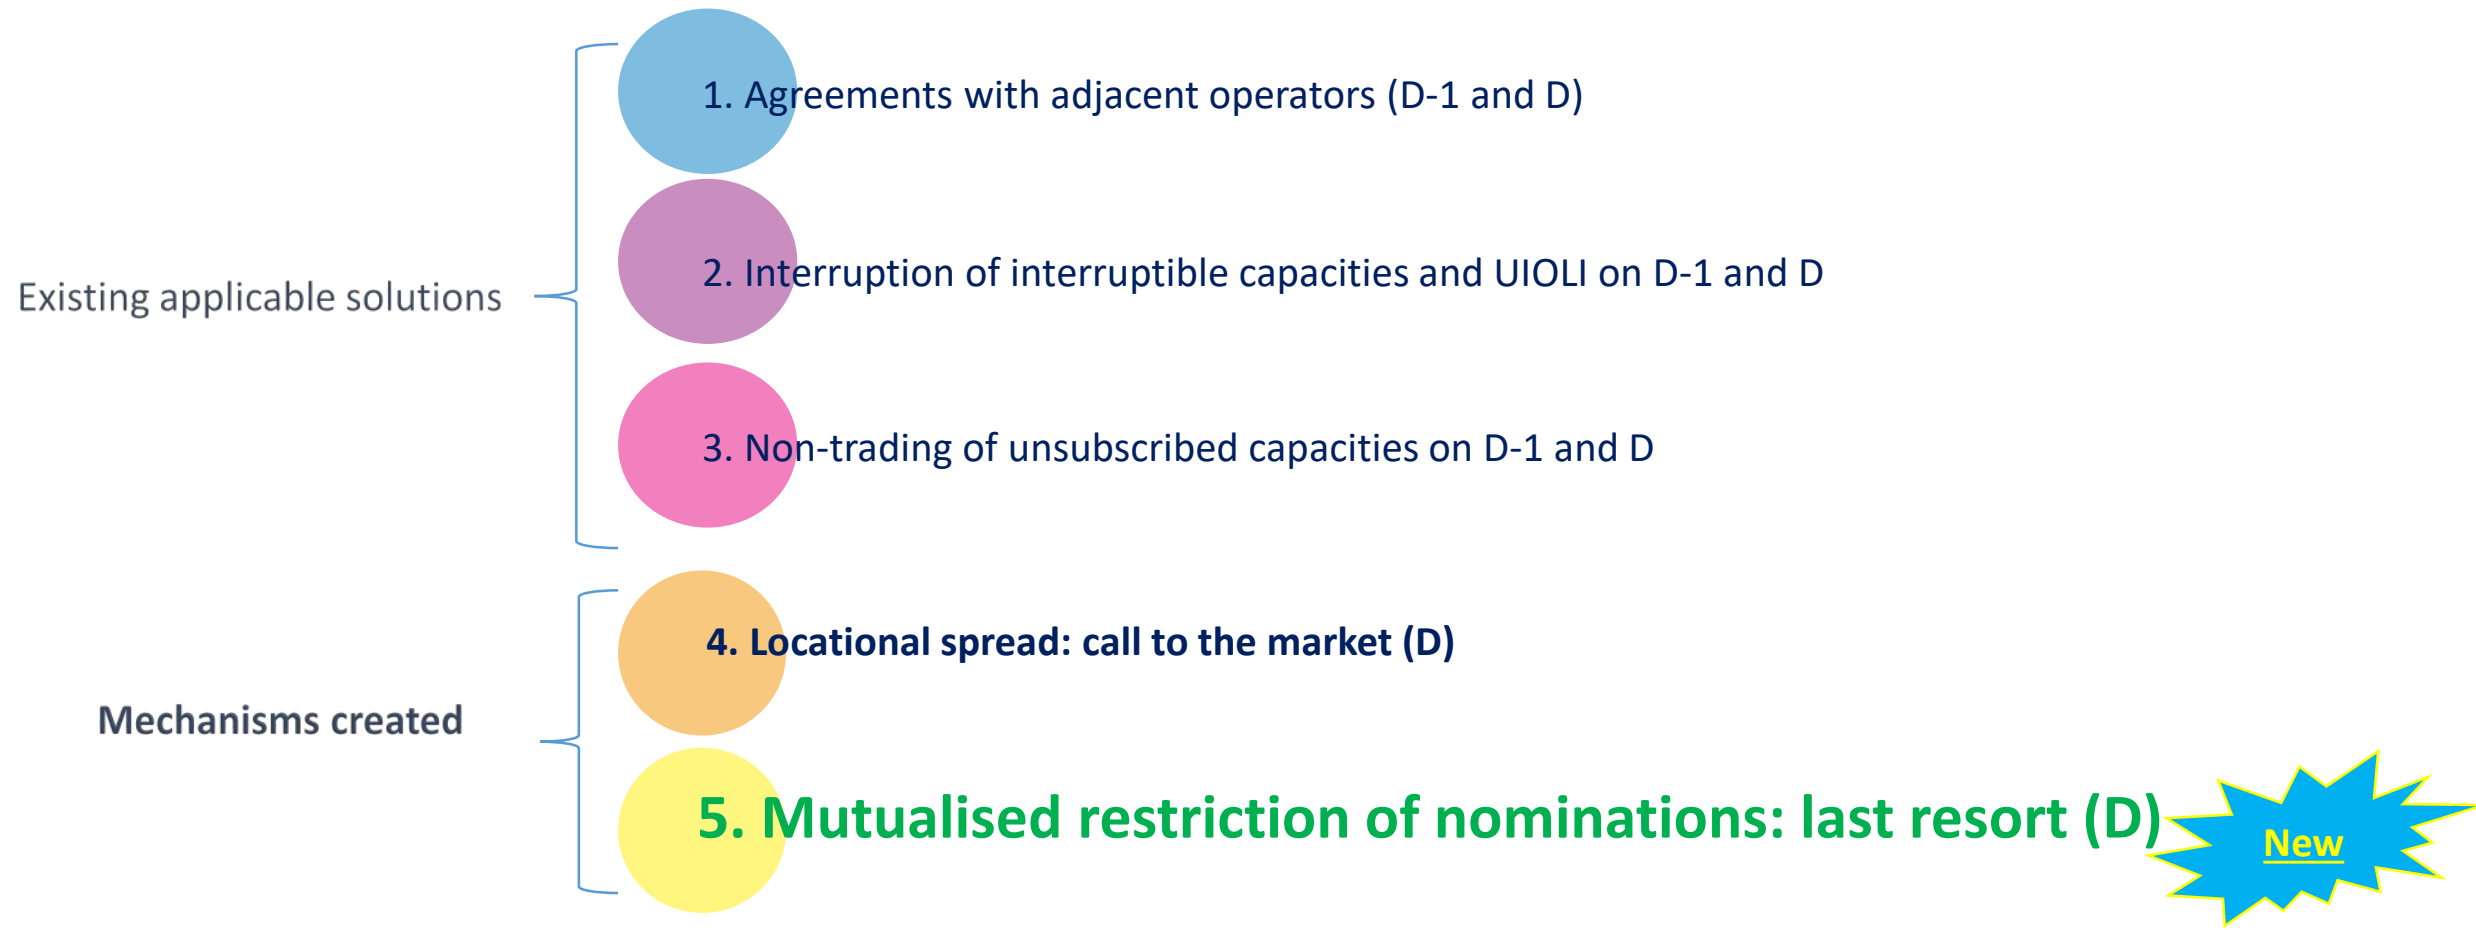 1. Agreements with adjacent operators (D-1 and D)
2. Interruption of interruptible capacities and UIOLI on D-1 and D
Existing applicable solutions
3. Non-trading of unsubscribed capacities on D-1 and D
4. Locational spread: call to the market (D)
Mechanisms created
5. Mutualised restriction of nominations: last resort (D)
New